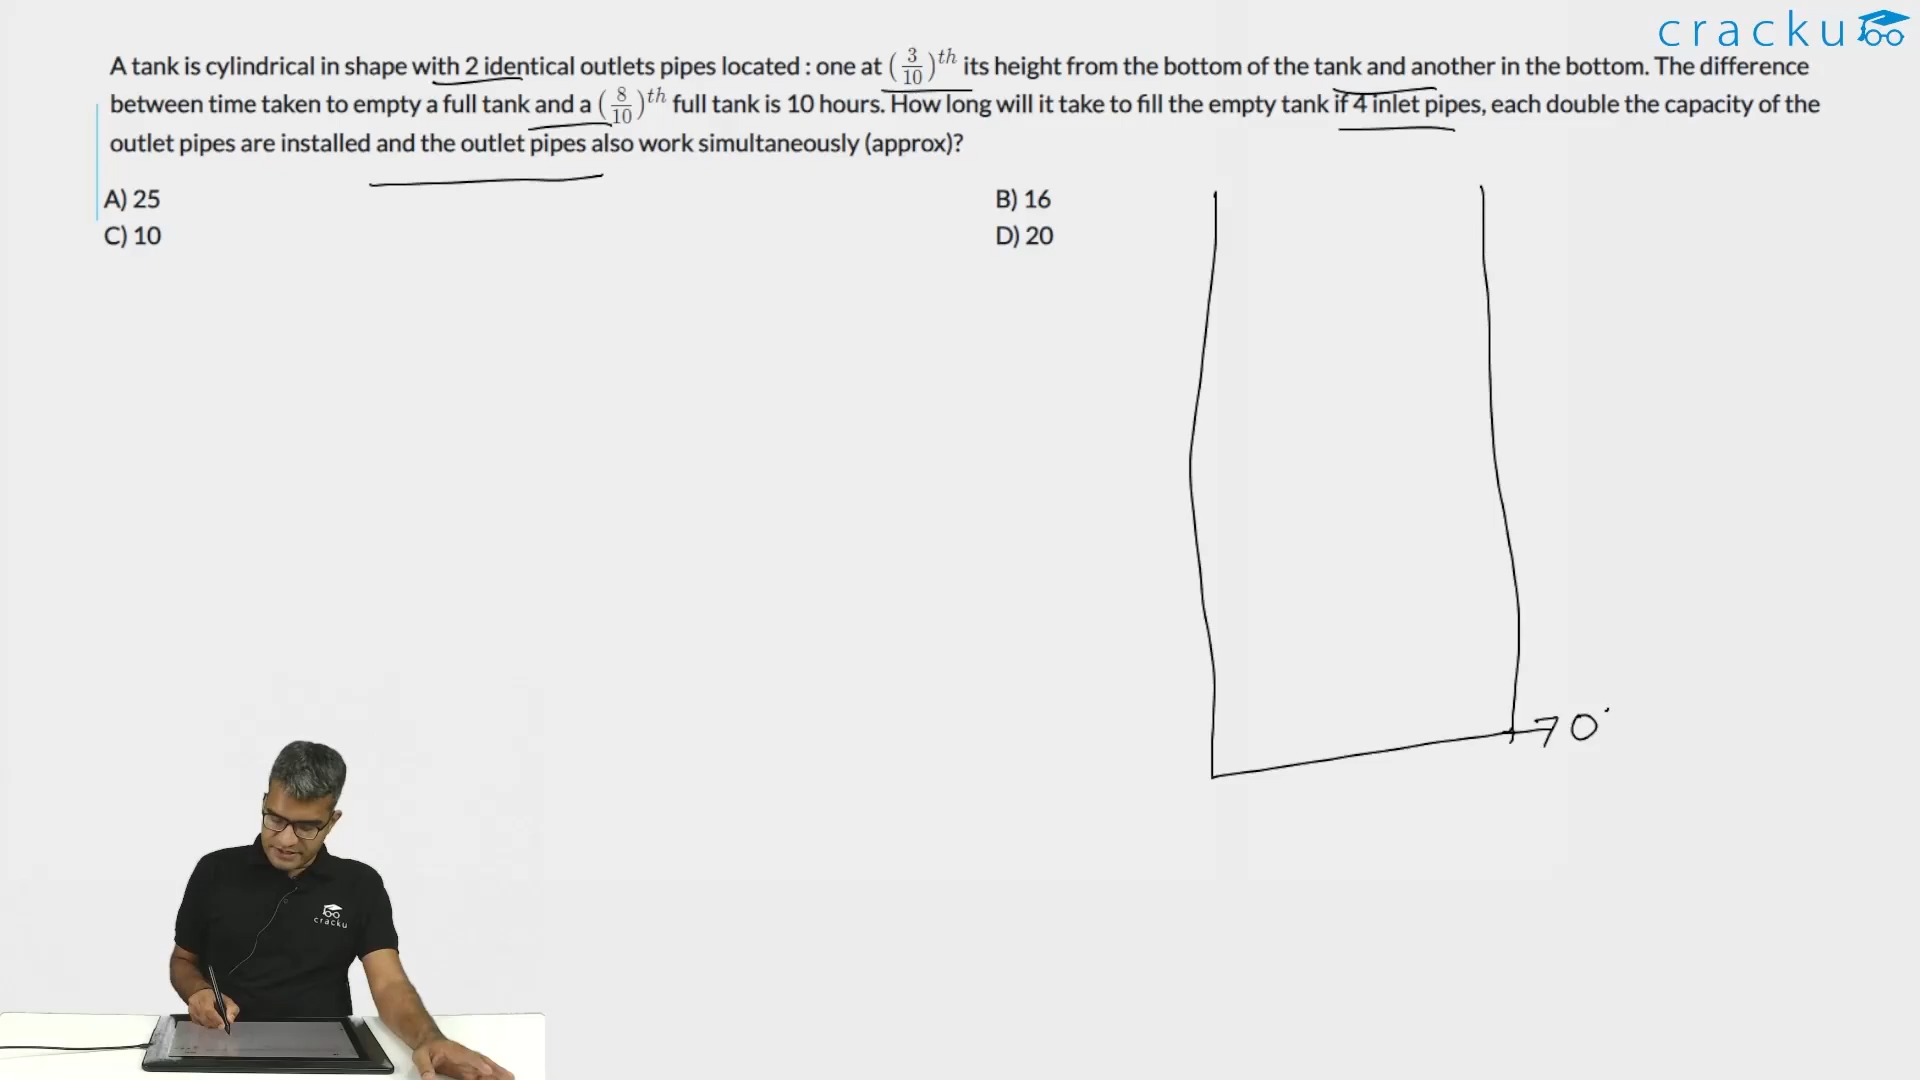 cracku
A tank is cylindrical in shape with 2 identical outlets pipes located : one at (3/10)^th its height from the bottom of the tank and another in the bottom. The difference
between time taken to empty a full tank and a (8/10)^th full tank is 10 hours. How long will it take to fill the empty tank if 4 inlet pipes, each double the capacity of the
outlet pipes are installed and the outlet pipes also work simultaneously (approx)?
A) 25
B) 16
C) 10
D) 20
O
cracku